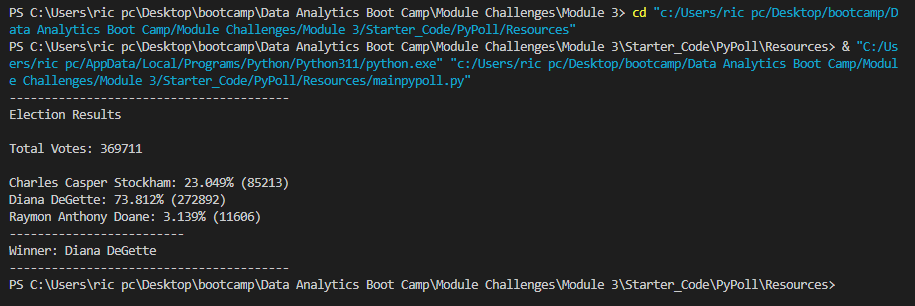 PS C:\Users\ric pc\Desktop\bootcamp\Data Analytics Boot Camp\Module Challenges\Module 3> cd "c:/Users/ric pc/Desktop/bootcamp/D
ata Analytics Boot Camp/Module Challenges/Module 3/Starter_Code/PyPoll/Resources"
PS C:\Users\ric pc\Desktop\bootcamp\Data Analytics Boot Camp\Module Challenges\Module 3\Starter_Code\PyPoll\Resources> & "C:/Us
ers/ric pc/AppData/Local/Programs/Python/Python311/python.exe" "c:/Users/ric pc/Desktop/bootcamp/Data Analytics Boot Camp/Modul
e Challenges/Module 3/Starter_Code/PyPoll/Resources/mainpypoll.py"
----------------------------------------
Election Results
Total Votes: 369711
Charles Casper Stockham: 23.049% (85213)
Diana DeGette: 73.812% (272892)
Raymon Anthony Doane: 3.139% (11606)
-------------------------
Winner: Diana DeGette
----------------------------------------
PS C:\Users\ric pc\Desktop\bootcamp\Data Analytics Boot Camp\Module Challenges\Module 3\Starter_Code\PyPoll\Resources>